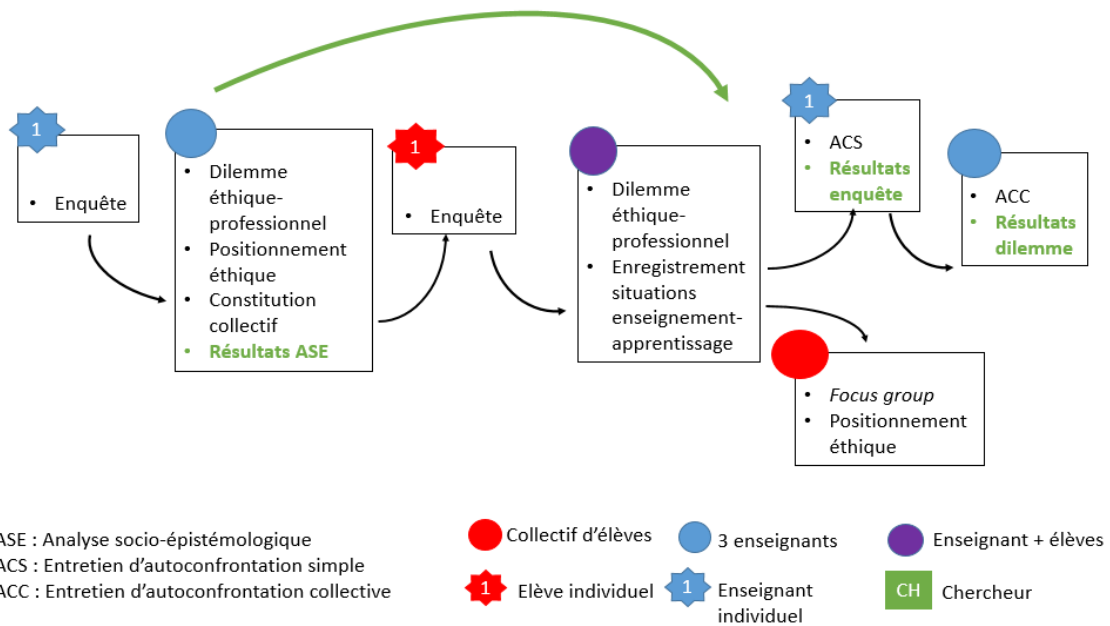 1
• Enquête
• Dilemme
éthique-
professionnel
• Positionnement
éthique
• Constitution
collectif
• Résultats ASE
1
• Enquête
• Dilemme
éthique-
professionnel
• Enregistrement
situations
enseignement-
apprentissage
1
• ACS
• Résultats
enquête
• ACC
• Résultats
dilemme
• Focus group
• Positionnement
éthique
ASE : Analyse socio-épistémologique
ACS : Entretien d'autoconfrontation simple
ACC : Entretien d'autoconfrontation collective
Collectif d'élèves
3 enseignants
Enseignant + élèves
1
Elève individuel
1
Enseignant
individuel
CH
Chercheur